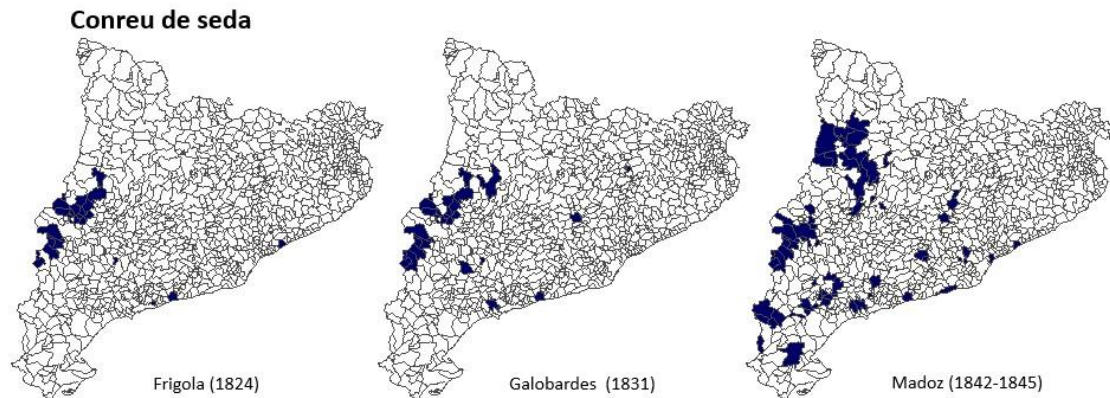 Conreu de seda
Frigola (1824)
Galobardes (1831)
Madoz (1842-1845)